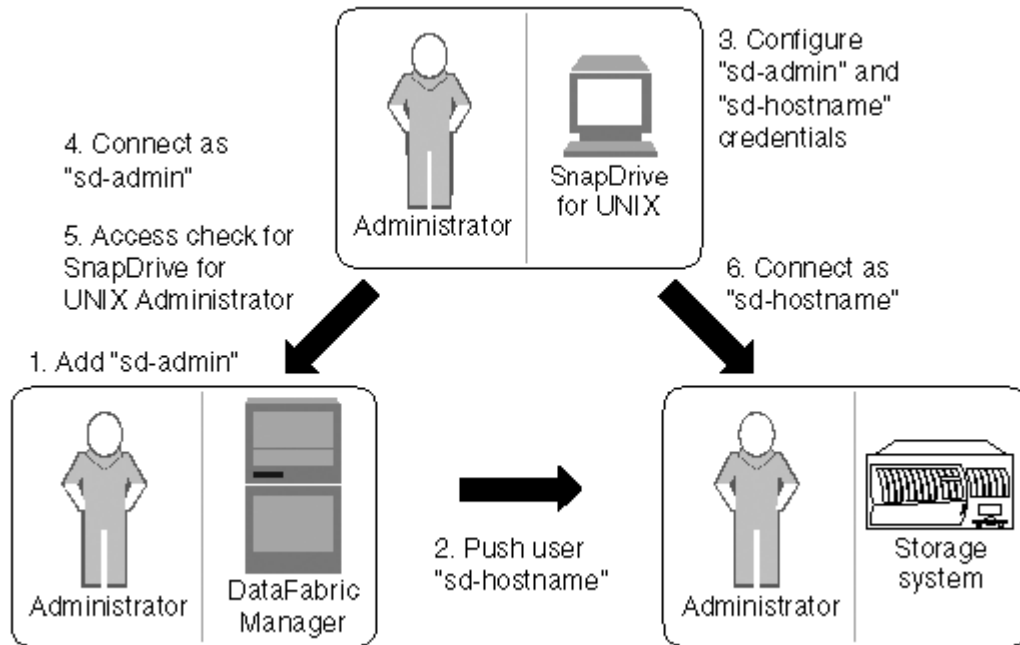 3. Configure
"sd-admin" and
"sd-hostname"
credentials
Administrator
SnapDrive
for UNIX
4. Connect as
"sd-admin"
5. Access check for
SnapDrive for
UNIX Administrator
6. Connect as
"sd-hostname"
1. Add "sd-admin"
Administrator
DataFabric
Manager
2. Push user
"sd-hostname"
Administrator
Storage
system